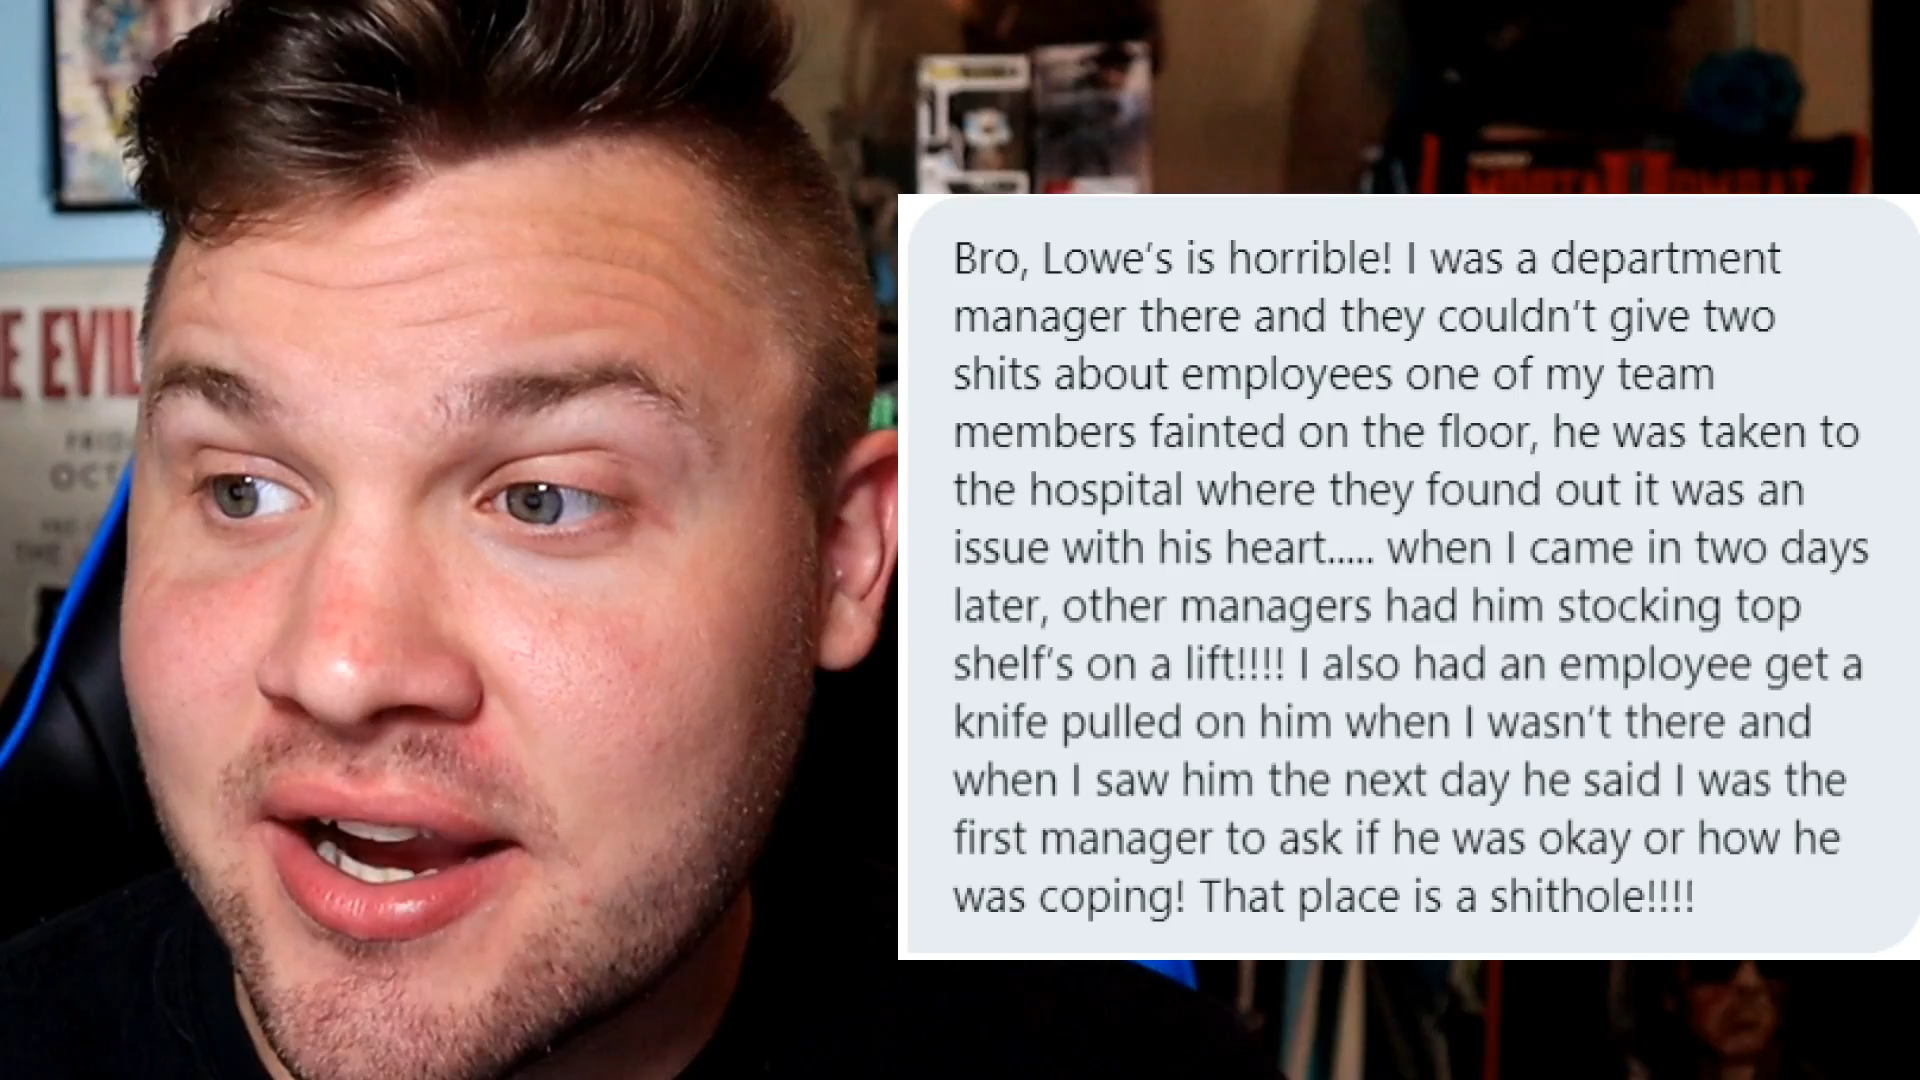 E EVIL
OCT
MORTAL KOMBAT
Bro, Lowe's is horrible! I was a department
manager there and they couldn't give two
shits about employees one of my team
members fainted on the floor, he was taken to
the hospital where they found out it was an
issue with his heart..... when I came in two days
later, other managers had him stocking top
shelf's on a lift!!!! I also had an employee get a
knife pulled on him when I wasn't there and
when I saw him the next day he said I was the
first manager to ask if he was okay or how he
was coping! That place is a shithole!!!!